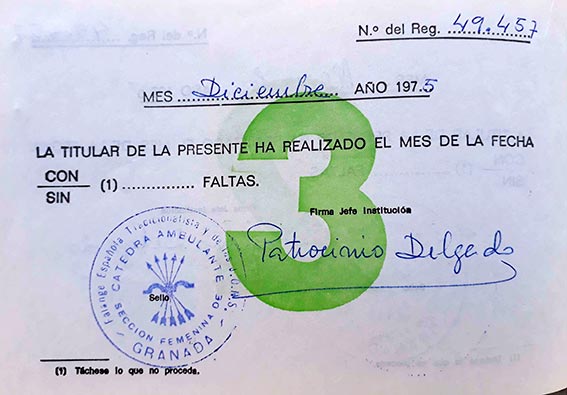 N.º del Reg. 49.457
MES Diciembre AÑO 1975
3
LA TITULAR DE LA PRESENTE HA REALIZADO EL MES DE LA FECHA
CON
SIN (1) .............. FALTAS.
Firma Jefe Institución
Patrocinio Delgado
Falange Española Tradicionalista y de las J.O.N.S.
CATEDRA AMBULANTE
SECCION FEMENINA DE
- GRANADA -
Sello
(1) Táchese lo que no proceda.